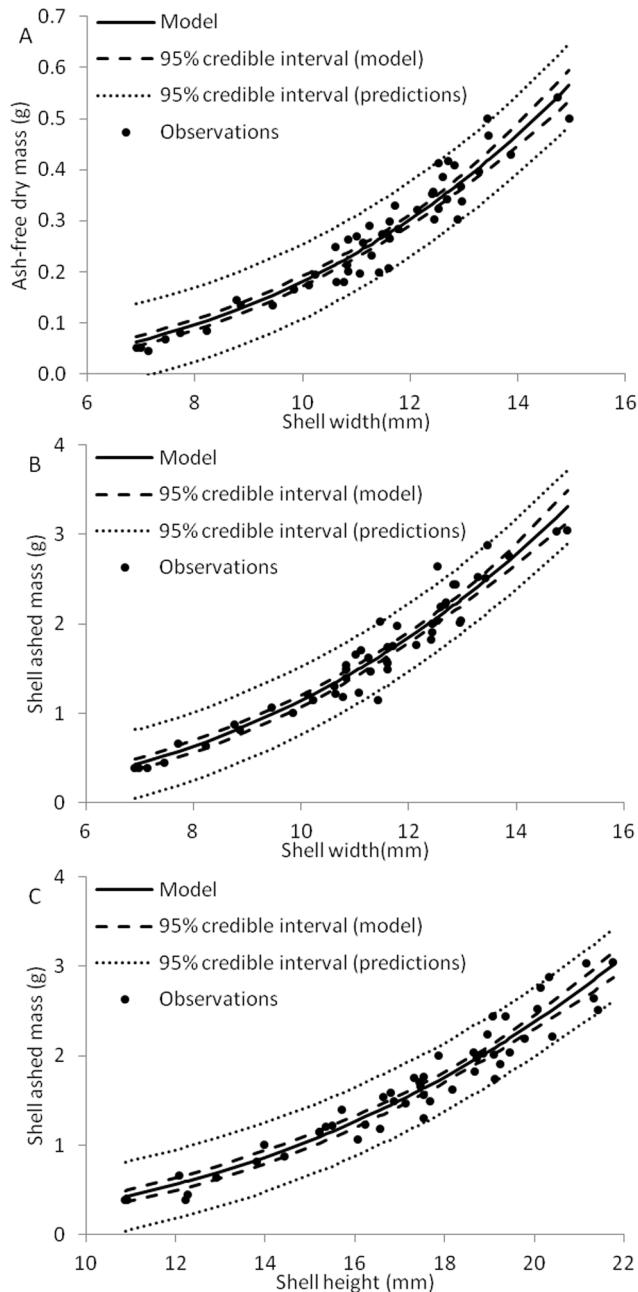 A
Model
95% credible interval (model)
95% credible interval (predictions)
Observations
Ash-free dry mass (g)
0.7
0.6
0.5
0.4
0.3
0.2
0.1
0.0
6 8 10 12 14 16
Shell width(mm)
B
Model
95% credible interval (model)
95% credible interval (predictions)
Observations
Shell ashed mass (g)
4
3
2
1
0
6 8 10 12 14 16
Shell width(mm)
C
Model
95% credible interval (model)
95% credible interval (predictions)
Observations
Shell ashed mass (g)
4
3
2
1
0
10 12 14 16 18 20 22
Shell height (mm)